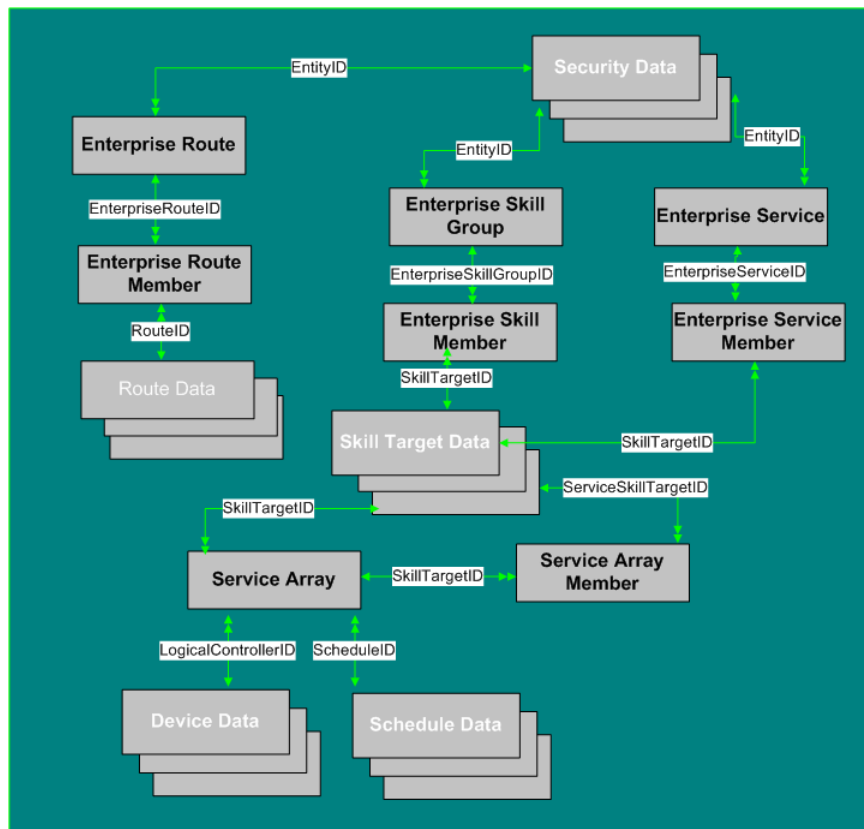 EntityID
Security Data
Enterprise Route
EntityID
EntityID
EnterpriseRouteID
Enterprise Skill
Group
Enterprise Service
Enterprise Route
Member
EnterpriseSkillGroupID
EnterpriseServiceID
RouteID
Enterprise Skill
Member
Enterprise Service
Member
Route Data
SkillTargetID
Skill Target Data
SkillTargetID
ServiceSkillTargetID
SkillTargetID
Service Array
SkillTargetID
Service Array
Member
LogicalControllerID
ScheduleID
Device Data
Schedule Data